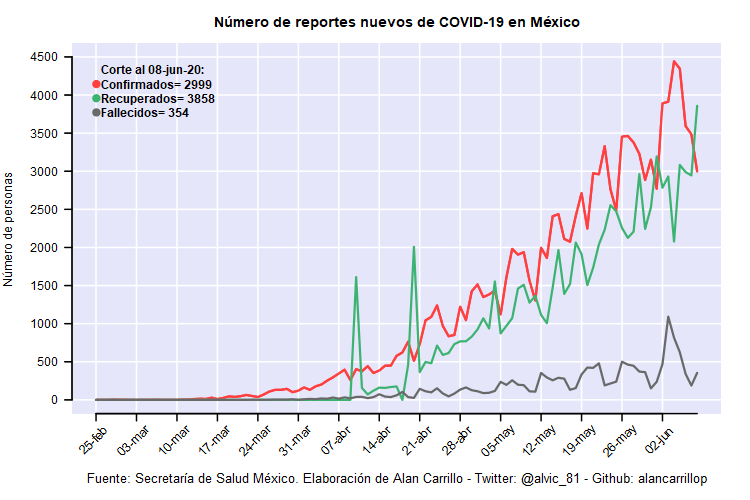 Número de reportes nuevos de COVID-19 en México
Número de personas
4500
4000
3500
3000
2500
2000
1500
1000
500
0
Corte al 08-jun-20:
Confirmados= 2999
Recuperados= 3858
Fallecidos= 354
25-feb
03-mar
10-mar
17-mar
24-mar
31-mar
07-abr
14-abr
21-abr
28-abr
05-may
12-may
19-may
26-may
02-jun
Fuente: Secretaría de Salud México. Elaboración de Alan Carrillo - Twitter: @alvic_81 - Github: alancarrillop